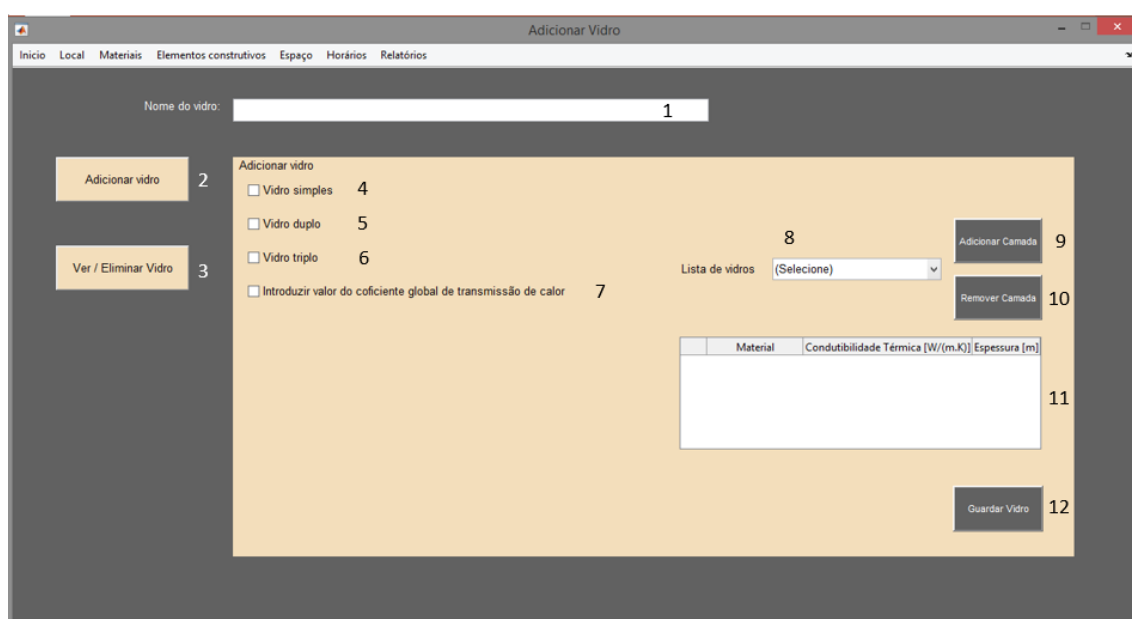 Adicionar Vidro
Inicio Local Materiais Elementos construtivos Espaço Horários Relatórios
Nome do vidro: 1
Adicionar vidro 2
Ver / Eliminar Vidro 3
Adicionar vidro
Vidro simples 4
Vidro duplo 5
Vidro triplo 6
Introduzir valor do coficiente global de transmissão de calor 7
8
Lista de vidros (Selecione)
Adicionar Camada 9
Remover Camada 10
Material Condutibilidade Térmica [W/(m.K)] Espessura [m]
11
Guardar Vidro 12